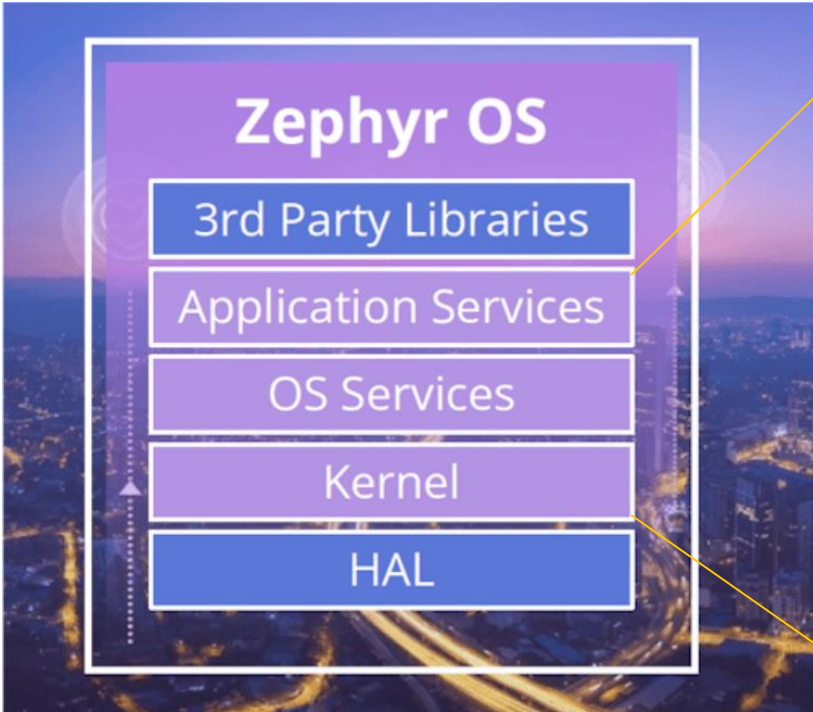 Zephyr OS
3rd Party Libraries
Application Services
OS Services
Kernel
HAL